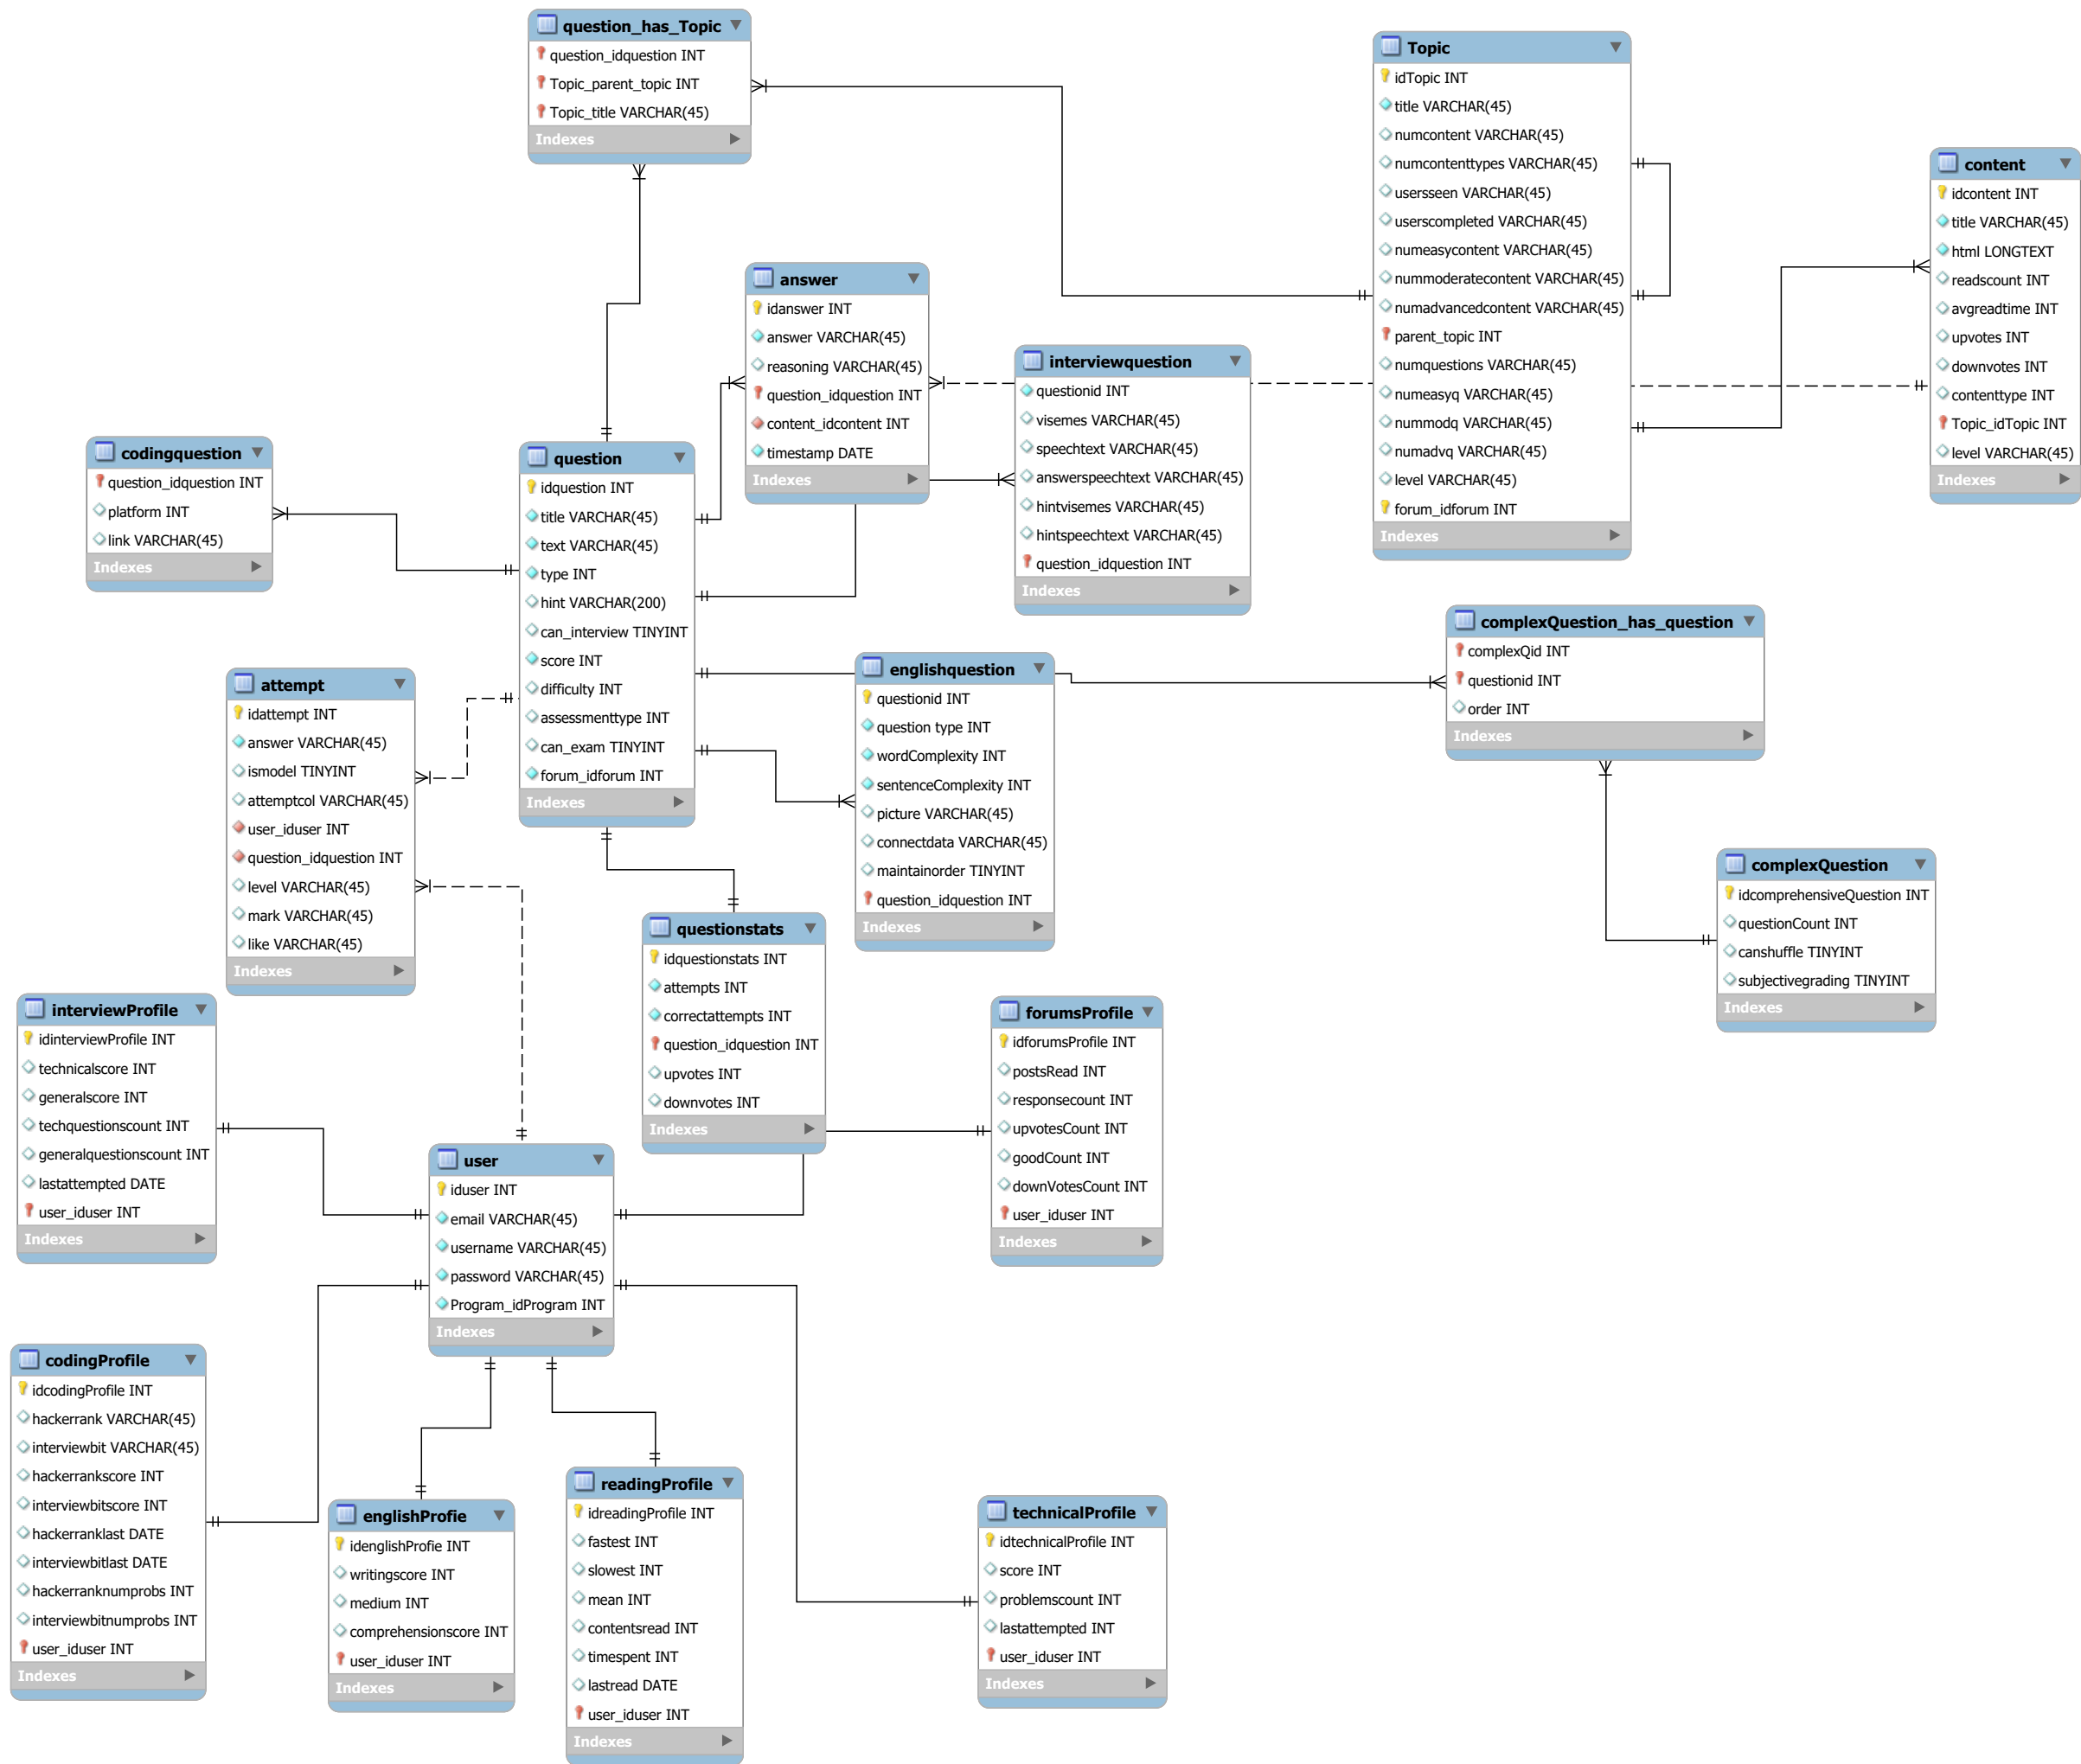 question_has_Topic
question_idquestion INT
Topic_parent_topic INT
Topic_title VARCHAR(45)
Indexes
Topic
idTopic INT
title VARCHAR(45)
numcontent VARCHAR(45)
numcontenttypes VARCHAR(45)
usersseen VARCHAR(45)
userscompleted VARCHAR(45)
numeasycontent VARCHAR(45)
nummoderatecontent VARCHAR(45)
numadvancedcontent VARCHAR(45)
parent_topic INT
numquestions VARCHAR(45)
numeasyq VARCHAR(45)
nummodq VARCHAR(45)
numadvq VARCHAR(45)
level VARCHAR(45)
forum_idforum INT
Indexes
content
idcontent INT
title VARCHAR(45)
html LONGTEXT
readscount INT
avgreadtime INT
upvotes INT
downvotes INT
contenttype INT
Topic_idTopic INT
level VARCHAR(45)
Indexes
answer
idanswer INT
answer VARCHAR(45)
reasoning VARCHAR(45)
question_idquestion INT
content_idcontent INT
timestamp DATE
Indexes
interviewquestion
questionid INT
visemes VARCHAR(45)
speechtext VARCHAR(45)
answerspeechtext VARCHAR(45)
hintvisemes VARCHAR(45)
hintspeechtext VARCHAR(45)
question_idquestion INT
Indexes
codingquestion
question_idquestion INT
platform INT
link VARCHAR(45)
Indexes
question
idquestion INT
title VARCHAR(45)
text VARCHAR(45)
type INT
hint VARCHAR(200)
can_interview TINYINT
score INT
difficulty INT
assessmenttype INT
can_exam TINYINT
forum_idforum INT
Indexes
complexQuestion_has_question
complexQid INT
questionid INT
order INT
Indexes
englishquestion
questionid INT
question type INT
wordComplexity INT
sentenceComplexity INT
picture VARCHAR(45)
connectdata VARCHAR(45)
maintainorder TINYINT
question_idquestion INT
Indexes
attempt
idattempt INT
answer VARCHAR(45)
ismodel TINYINT
attemptcol VARCHAR(45)
user_iduser INT
question_idquestion INT
level VARCHAR(45)
mark VARCHAR(45)
like VARCHAR(45)
Indexes
complexQuestion
idcomprehensiveQuestion INT
questionCount INT
canshuffle TINYINT
subjectivegrading TINYINT
Indexes
questionstats
idquestionstats INT
attempts INT
correctattempts INT
question_idquestion INT
upvotes INT
downvotes INT
Indexes
interviewProfile
idinterviewProfile INT
technicalscore INT
generalscore INT
techquestionscount INT
generalquestionscount INT
lastattempted DATE
user_iduser INT
Indexes
forumsProfile
idforumsProfile INT
postsRead INT
responsecount INT
upvotesCount INT
goodCount INT
downVotesCount INT
user_iduser INT
Indexes
user
iduser INT
email VARCHAR(45)
username VARCHAR(45)
password VARCHAR(45)
Program_idProgram INT
Indexes
codingProfile
idcodingProfile INT
hackerrank VARCHAR(45)
interviewbit VARCHAR(45)
hackerrankscore INT
interviewbitscore INT
hackerranklast DATE
interviewbitlast DATE
hackerranknumprobs INT
interviewbitnumprobs INT
user_iduser INT
Indexes
englishProfie
idenglishProfie INT
writingscore INT
medium INT
comprehensionscore INT
user_iduser INT
Indexes
readingProfile
idreadingProfile INT
fastest INT
slowest INT
mean INT
contentsread INT
timespent INT
lastread DATE
user_iduser INT
Indexes
technicalProfile
idtechnicalProfile INT
score INT
problemscount INT
lastattempted INT
user_iduser INT
Indexes